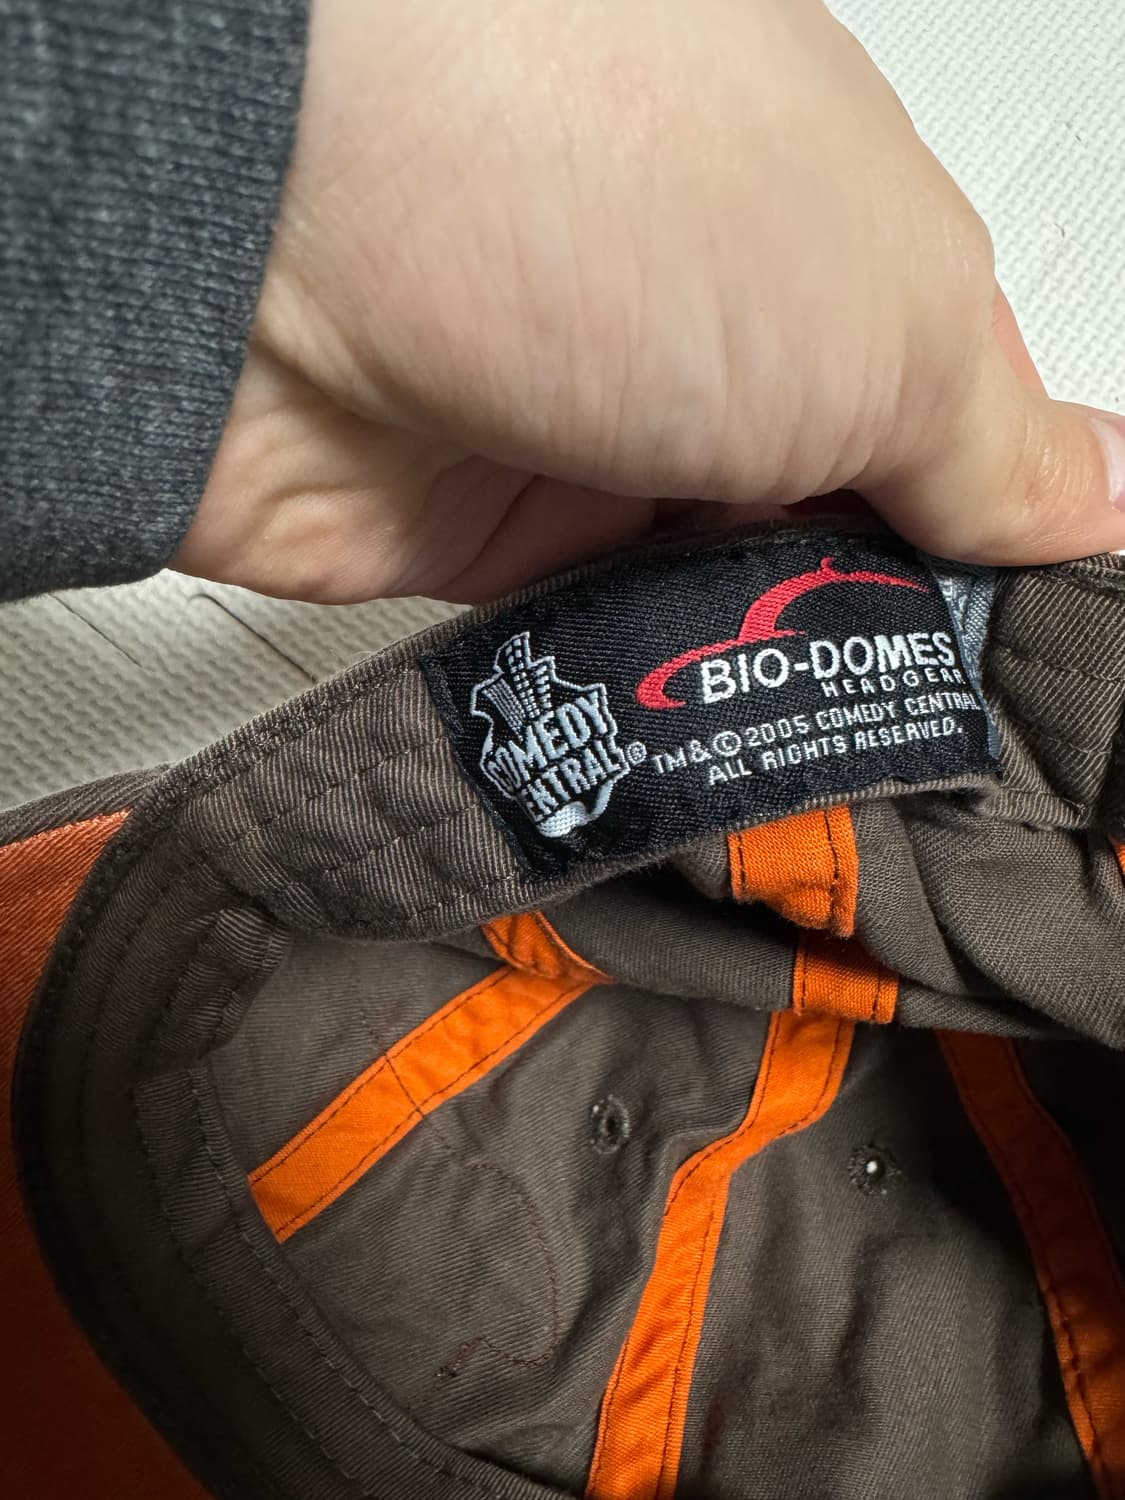 COMEDY
CENTRAL®
BIO-DOMES
HEADGEAR
TM&©2005 COMEDY CENTRAL
ALL RIGHTS RESERVED.